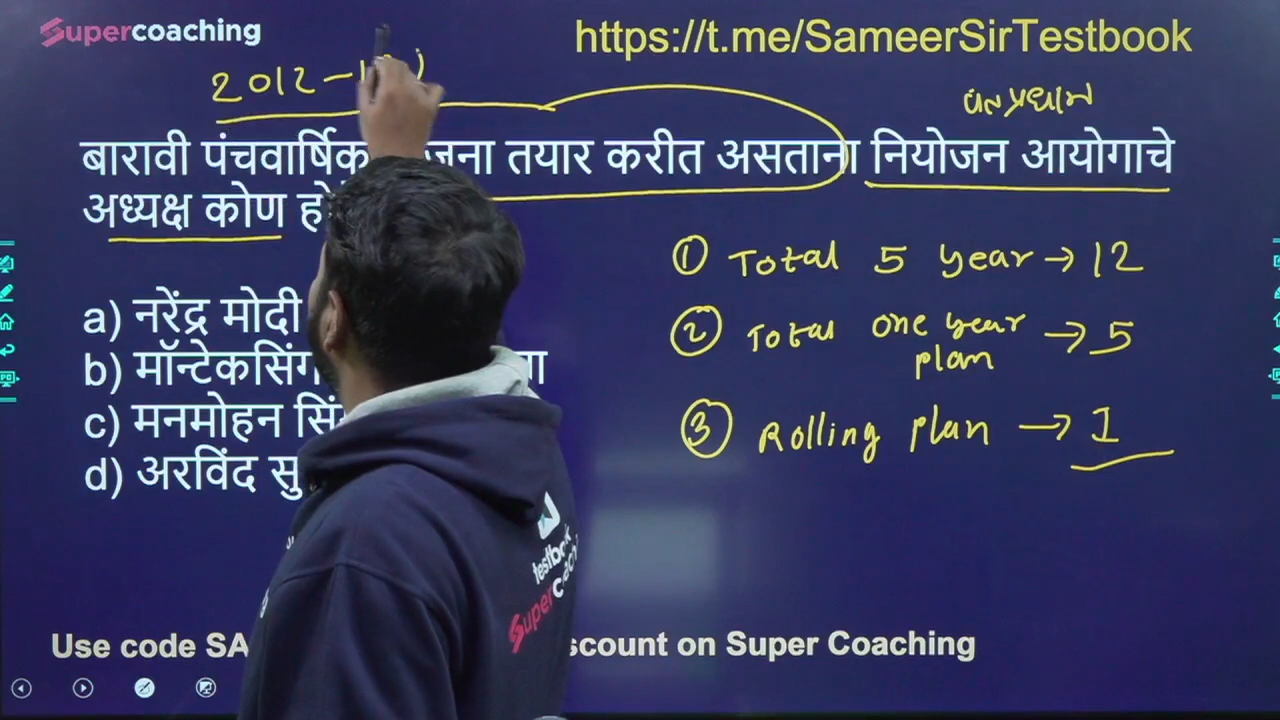 Supercoaching
https://t.me/SameerSirTestbook
2012-
बारावी पंचवार्षिक जना तयार करीत असताना नियोजन आयोगाचे
अध्यक्ष कोण
① Total 5 year → 12
② Total one year plan → 5
③ Rolling plan → 1
a) नरेंद्र मोदी
b) मॉन्टेकसिंग
c) मनमोहन
d) अरविंद
testbook
Supercoach
Use code SA scount on Super Coaching